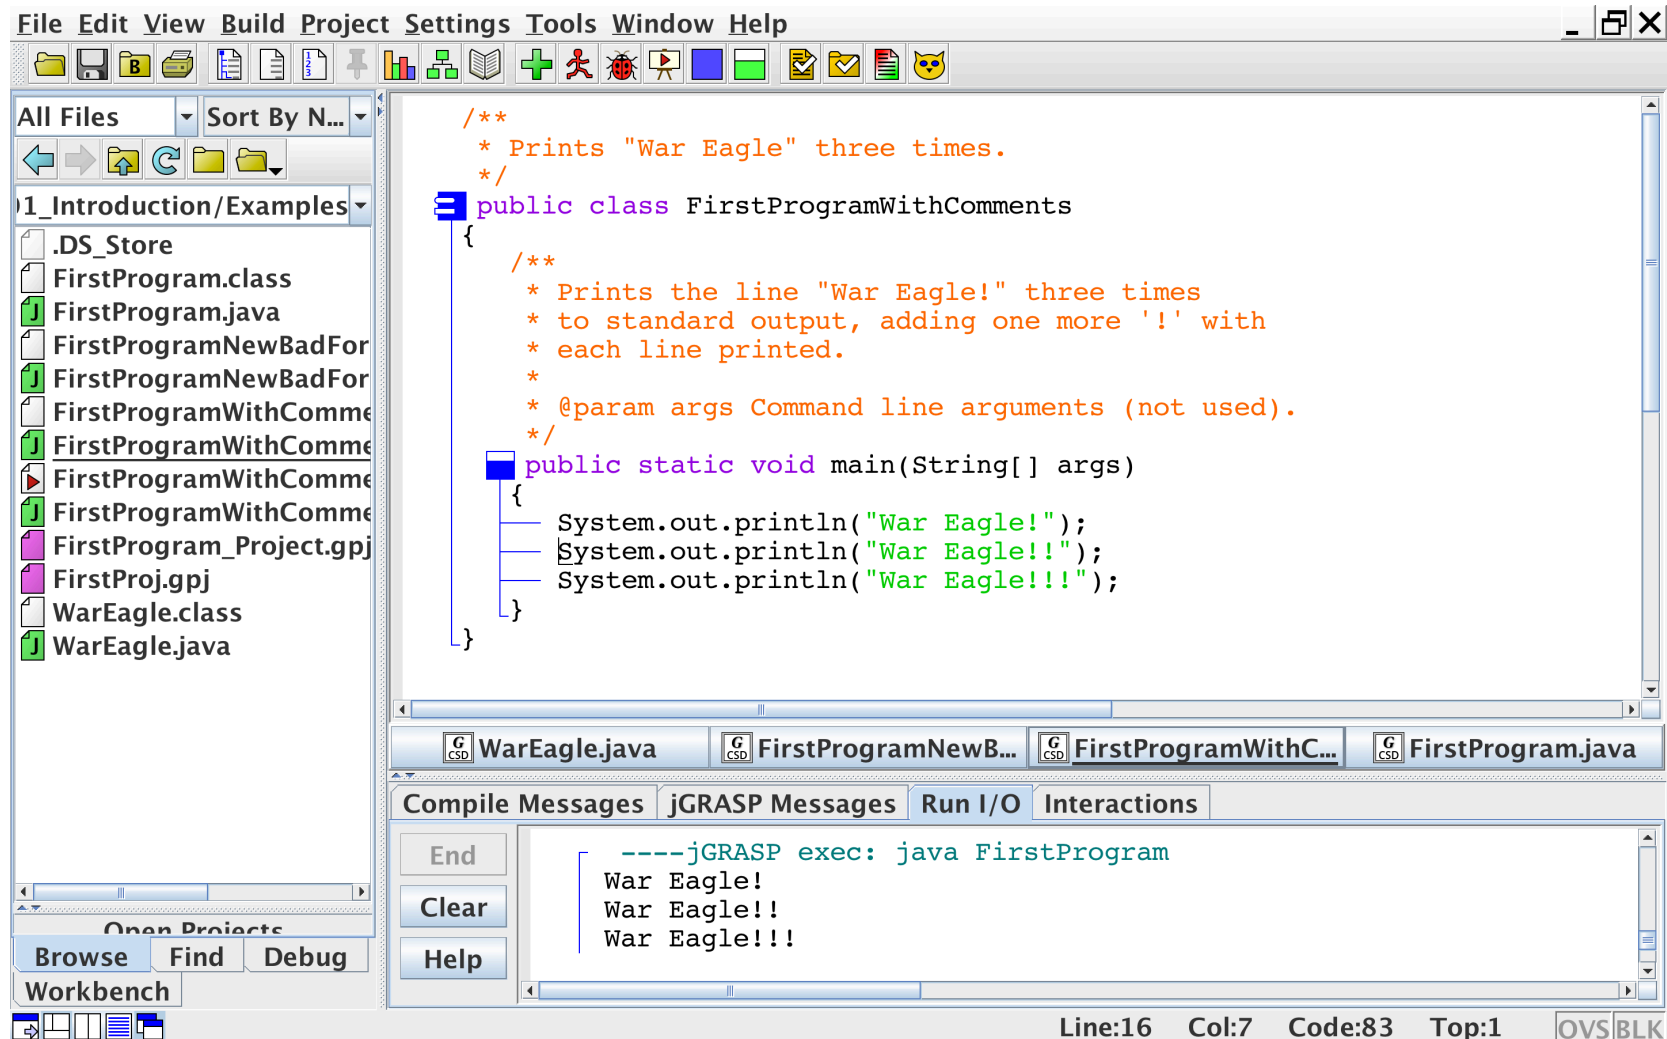 File Edit View Build Project Settings Tools Window Help
All Files Sort By N...
01_Introduction/Examples
.DS_Store
FirstProgram.class
FirstProgram.java
FirstProgramNewBadFor
FirstProgramNewBadFor
FirstProgramWithComme
FirstProgramWithComme
FirstProgramWithComme
FirstProgramWithComme
FirstProgram_Project.gpj
FirstProj.gpj
WarEagle.class
WarEagle.java
Open Projects
Browse Find Debug
Workbench
/**
* Prints "War Eagle" three times.
*/
public class FirstProgramWithComments
{
/**
* Prints the line "War Eagle!" three times
* to standard output, adding one more '!' with
* each line printed.
*
* @param args Command line arguments (not used).
*/
public static void main(String[] args)
{
System.out.println("War Eagle!");
System.out.println("War Eagle!!");
System.out.println("War Eagle!!!");
}
}
WarEagle.java FirstProgramNewB... FirstProgramWithC... FirstProgram.java
Compile Messages jGRASP Messages Run I/O Interactions
End
Clear
Help
----jGRASP exec: java FirstProgram
War Eagle!
War Eagle!!
War Eagle!!!
Line:16 Col:7 Code:83 Top:1 OVS BLK